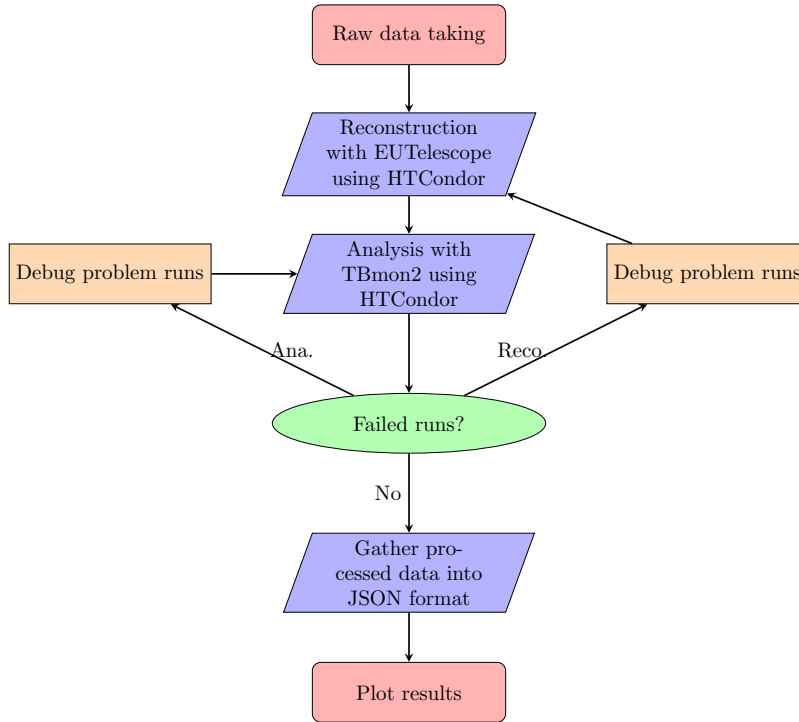 Raw data taking
Reconstruction
with EUTelescope
using HTCondor
Analysis with
TBmon2 using
HTCondor
Debug problem runs
Debug problem runs
Ana.
Reco.
Failed runs?
No
Gather pro-
cessed data into
JSON format
Plot results